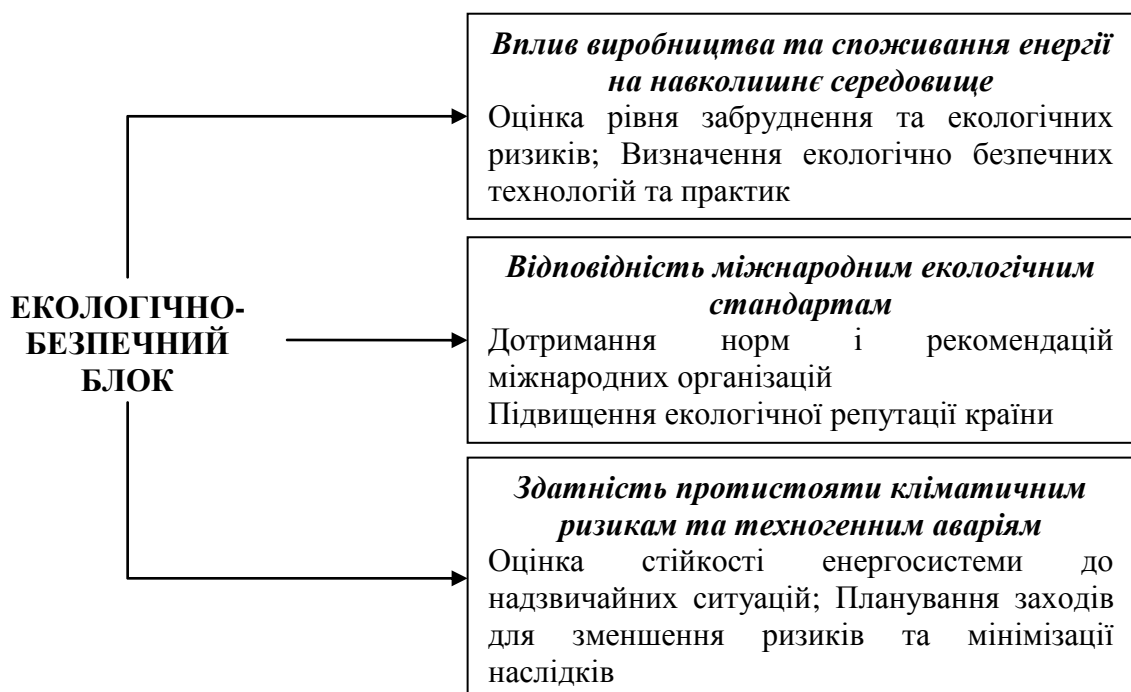 Вплив виробництва та споживання енергії
на навколишнє середовище
Оцінка рівня забруднення та екологічних
ризиків; Визначення екологічно безпечних
технологій та практик
ЕКОЛОГІЧНО-
БЕЗПЕЧНИЙ
БЛОК
Відповідність міжнародним екологічним
стандартам
Дотримання норм і рекомендацій
міжнародних організацій
Підвищення екологічної репутації країни
Здатність протистояти кліматичним
ризикам та техногенним аваріям
Оцінка стійкості енергосистеми до
надзвичайних ситуацій; Планування заходів
для зменшення ризиків та мінімізації
наслідків